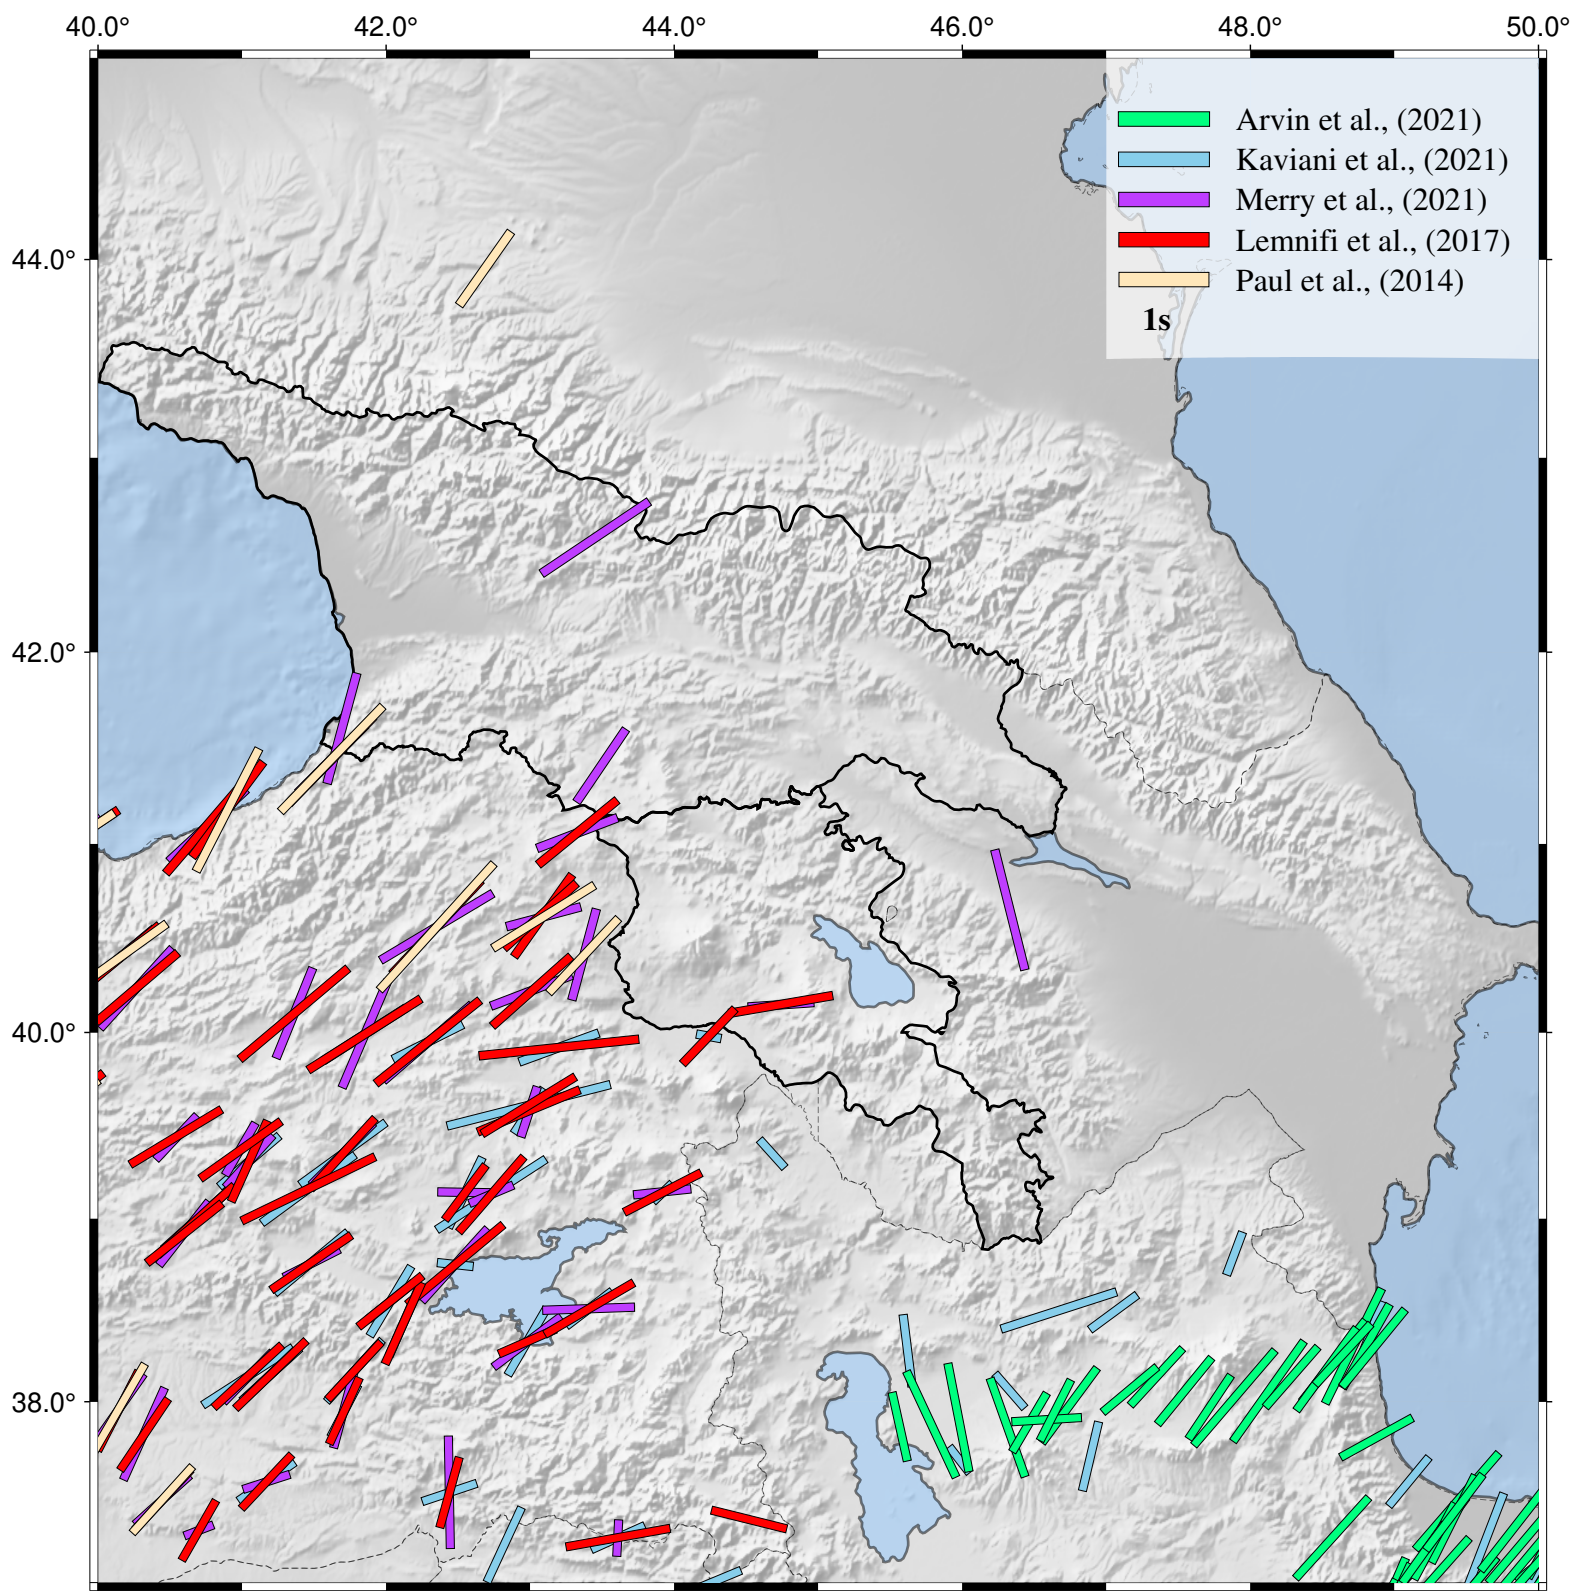 40.0° 42.0° 44.0° 46.0° 48.0° 50.0°
Arvin et al., (2021)
Kaviani et al., (2021)
Merry et al., (2021)
Lemnifi et al., (2017)
Paul et al., (2014)
1s
44.0°
42.0°
40.0°
38.0°